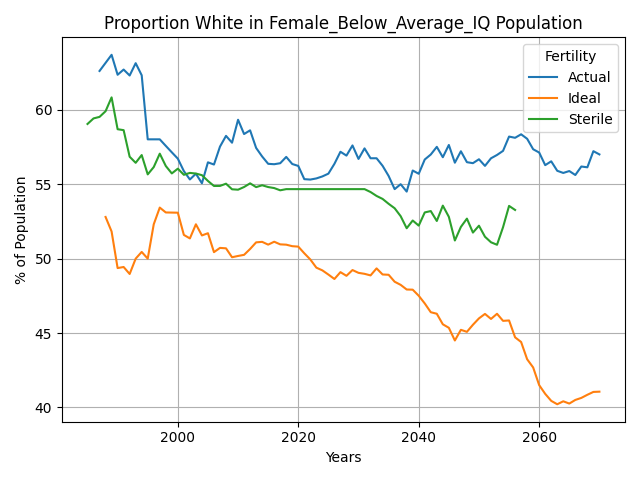 Proportion White in Female_Below_Average_IQ Population
Fertility
Actual
Ideal
Sterile
% of Population
60
55
50
45
40
2000
2020
2040
2060
Years